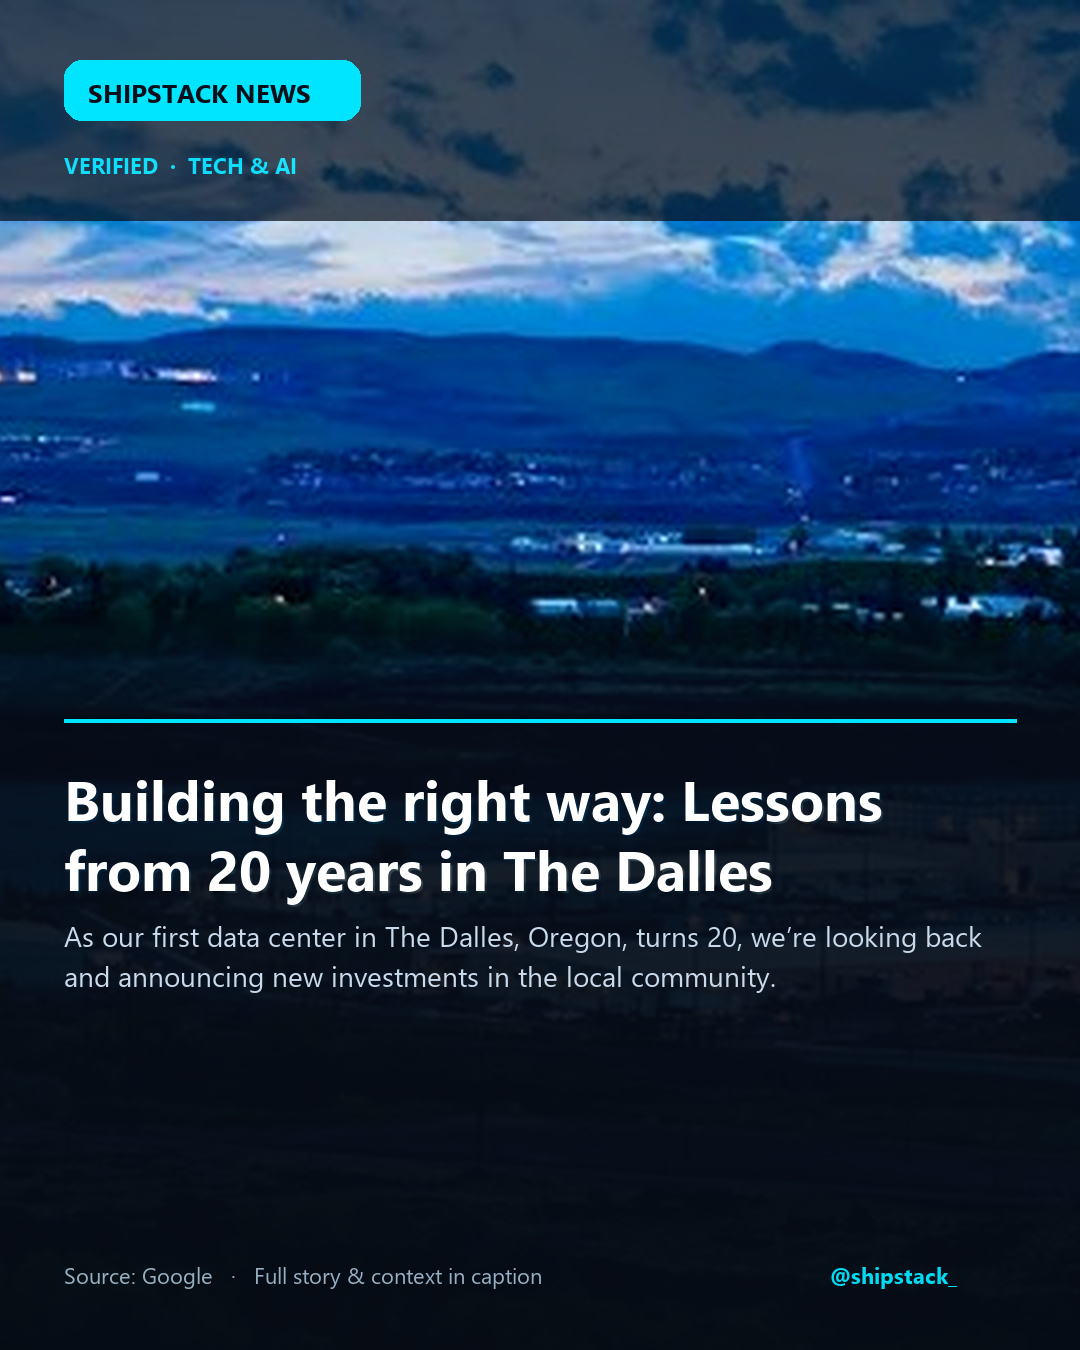 SHIPSTACK NEWS
VERIFIED · TECH & AI
Building the right way: Lessons
from 20 years in The Dalles
As our first data center in The Dalles, Oregon, turns 20, we’re looking back
and announcing new investments in the local community.
Source: Google · Full story & context in caption
@shipstack_